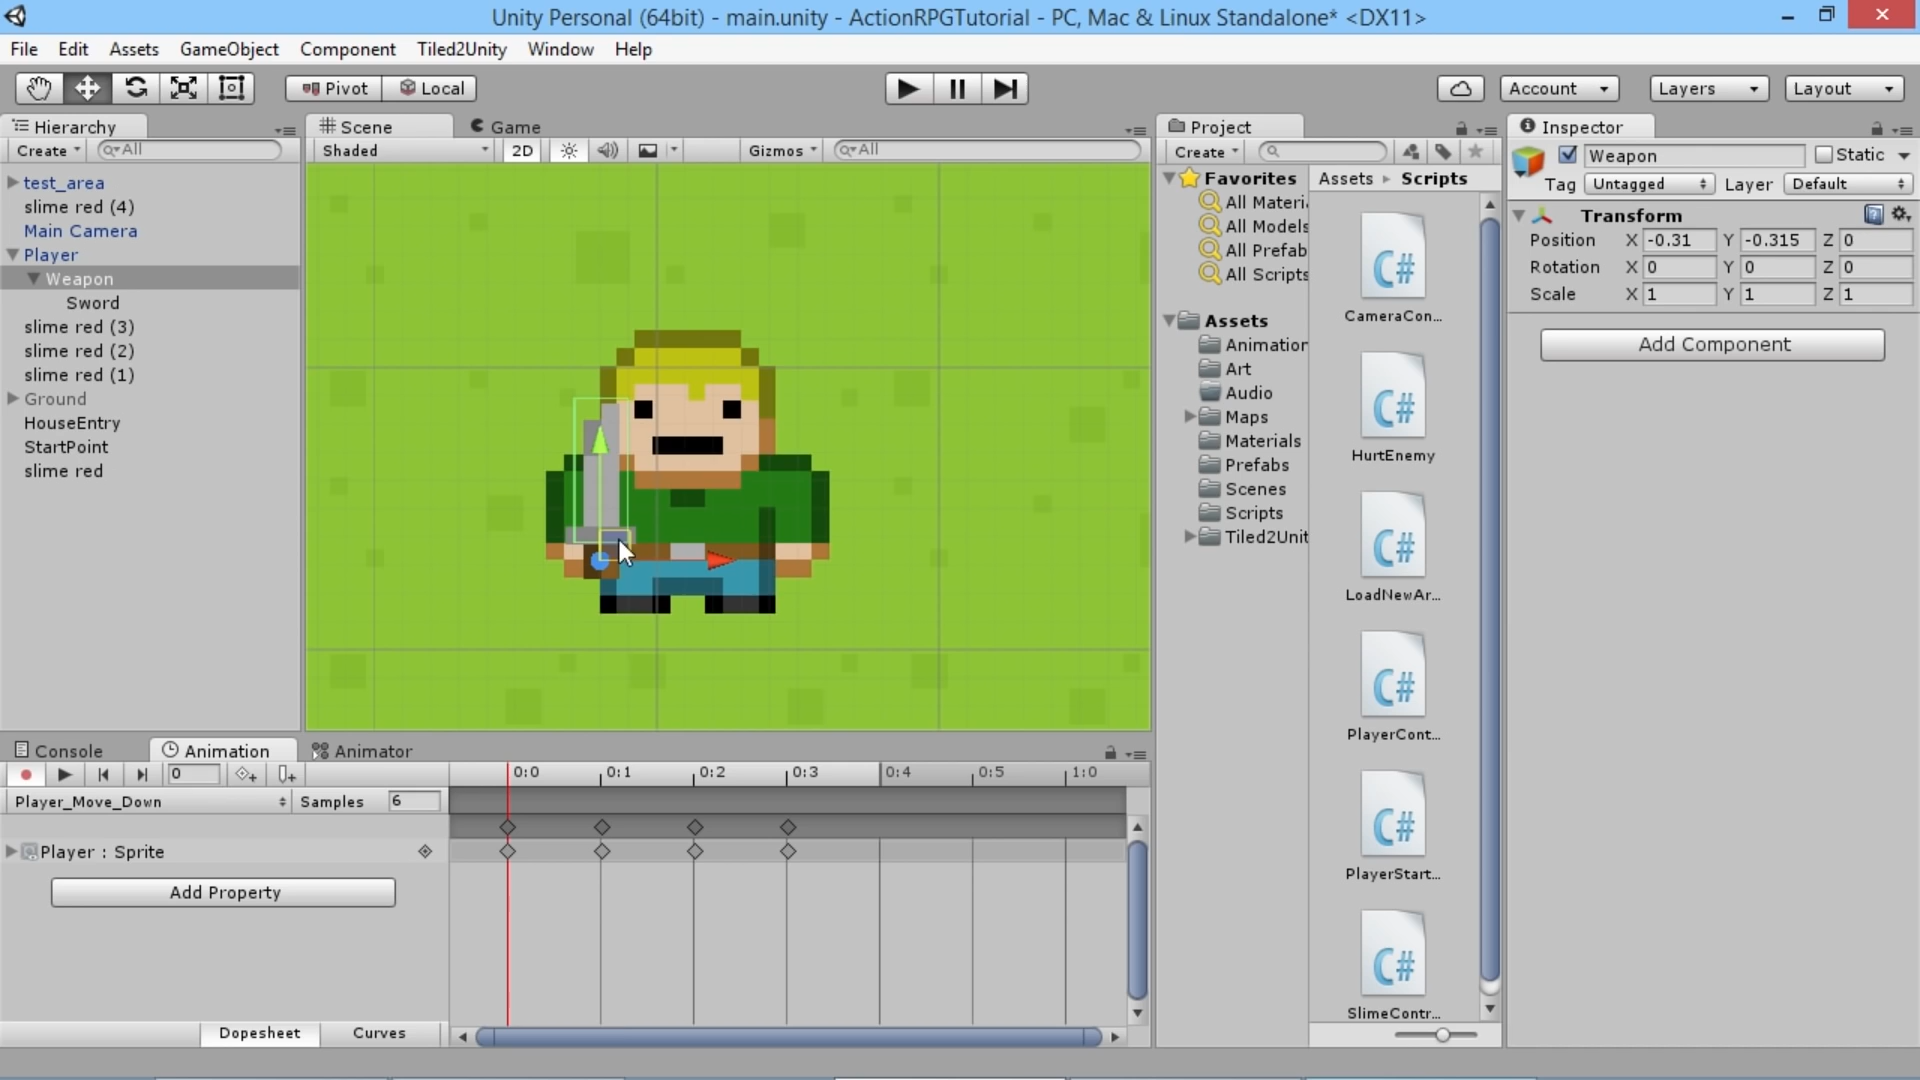 Unity Personal (64bit) - main.unity - ActionRPGTutorial - PC, Mac & Linux Standalone* <DX11>
File Edit Assets GameObject Component Tiled2Unity Window Help
Pivot Local Account Layers Layout
Hierarchy
Create All
test_area
slime red (4)
Main Camera
Player
Weapon
Sword
slime red (3)
slime red (2)
slime red (1)
Ground
HouseEntry
StartPoint
slime red
Scene Game
Shaded 2D Gizmos All
Project
Create
Favorites
All Materi
All Models
All Prefab
All Scripts
Assets
Animation
Art
Audio
Maps
Materials
Prefabs
Scenes
Scripts
Tiled2Unit
Assets Scripts
C#
CameraCon...
C#
HurtEnemy
C#
LoadNewAr...
C#
PlayerCont...
C#
PlayerStart...
C#
SlimeContr...
Inspector
Weapon Static
Tag Untagged Layer Default
Transform
Position X -0.31 Y -0.315 Z 0
Rotation X 0 Y 0 Z 0
Scale X 1 Y 1 Z 1
Add Component
Console Animation Animator
0 0:0 0:1 0:2 0:3 0:4 0:5 1:0
Player_Move_Down Samples 6
Player : Sprite
Add Property
Dopesheet Curves